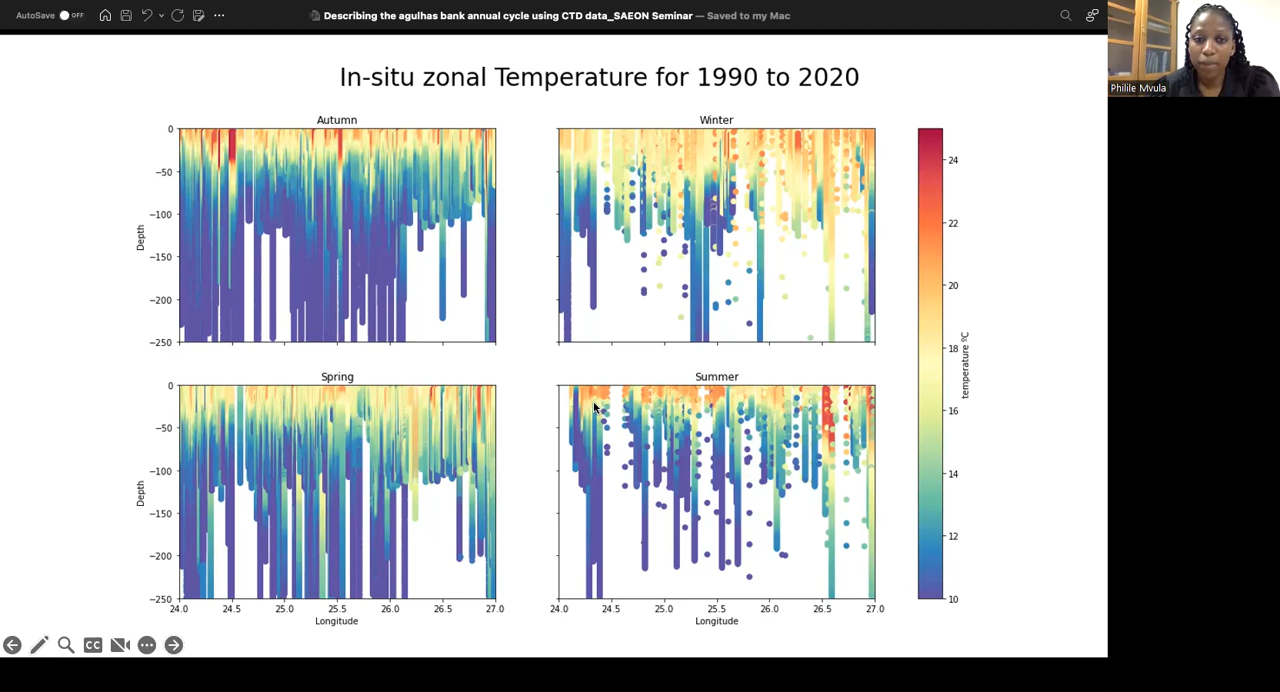 AutoSave OFF
Describing the agulhas bank annual cycle using CTD data_SAEON Seminar — Saved to my Mac
Philile Mvula
In-situ zonal Temperature for 1990 to 2020
Autumn
Winter
0
−50
−100
−150
−200
−250
Depth
Spring
Summer
0
−50
−100
−150
−200
−250
Depth
24.0 24.5 25.0 25.5 26.0 26.5 27.0
Longitude
24.0 24.5 25.0 25.5 26.0 26.5 27.0
Longitude
24
22
20
18
16
14
12
10
temperature ºC
CC